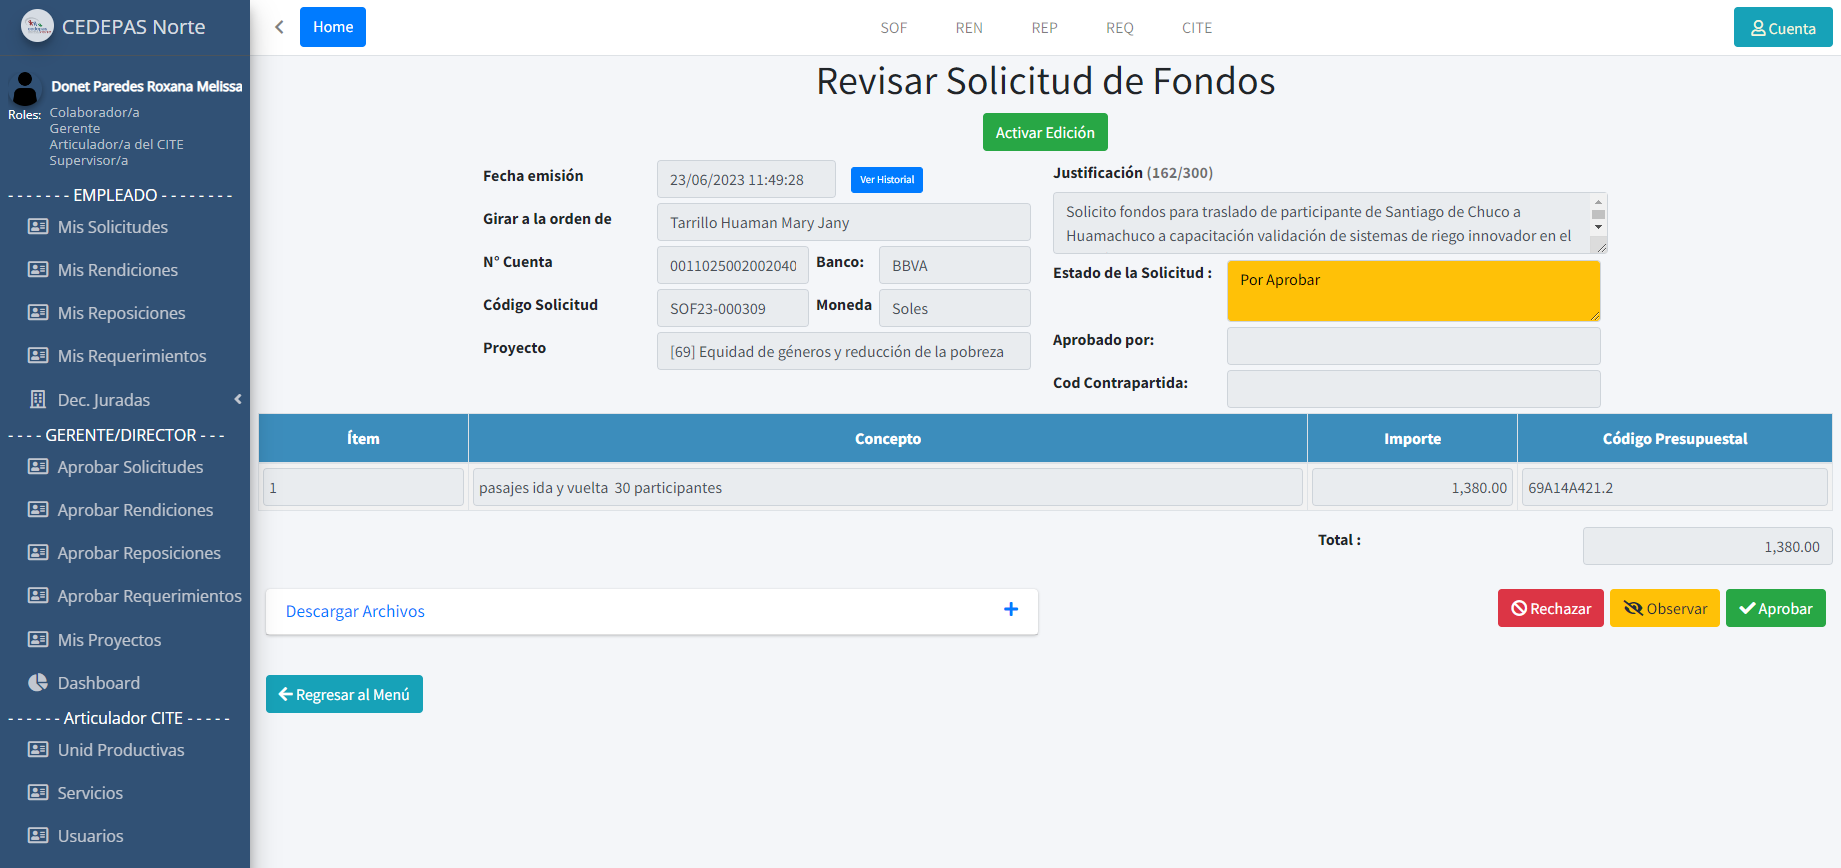 CEDEPAS Norte
Home
SOF
REN
REP
REQ
CITE
Cuenta
Donet Paredes Roxana Melissa
Roles:
Colaborador/a
Gerente
Articulador/a del CITE
Supervisor/a
- - - - - - - EMPLEADO - - - - - - - -
Mis Solicitudes
Mis Rendiciones
Mis Reposiciones
Mis Requerimientos
Dec. Juradas
- - - - GERENTE/DIRECTOR - - -
Aprobar Solicitudes
Aprobar Rendiciones
Aprobar Reposiciones
Aprobar Requerimientos
Mis Proyectos
Dashboard
- - - - - - Articulador CITE - - - - -
Unid Productivas
Servicios
Usuarios
Revisar Solicitud de Fondos
Activar Edición
Fecha emisión
23/06/2023 11:49:28
Ver Historial
Girar a la orden de
Tarrillo Huaman Mary Jany
N° Cuenta
0011025002002040
Banco:
BBVA
Código Solicitud
SOF23-000309
Moneda
Soles
Proyecto
[69] Equidad de géneros y reducción de la pobreza
Justificación (162/300)
Solicito fondos para traslado de participante de Santiago de Chuco a
Huamachuco a capacitación validación de sistemas de riego innovador en el
Estado de la Solicitud :
Por Aprobar
Aprobado por:
Cod Contrapartida:
Ítem
Concepto
Importe
Código Presupuestal
1
pasajes ida y vuelta  30 participantes
1,380.00
69A14A421.2
Total :
1,380.00
Descargar Archivos
Rechazar
Observar
Aprobar
Regresar al Menú